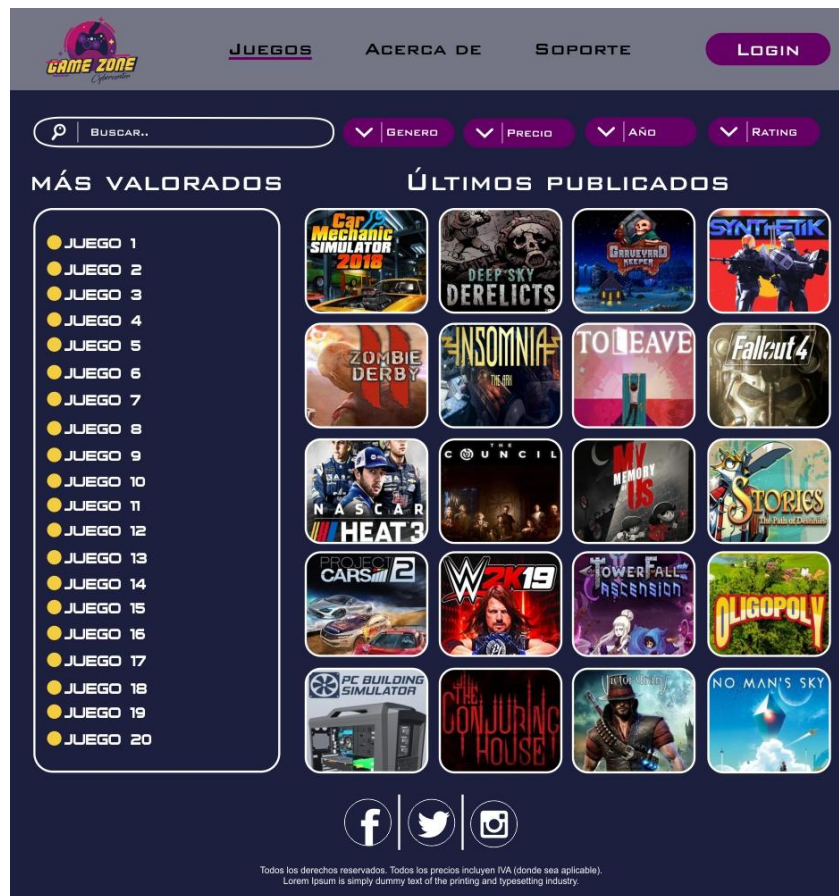 GAME ZONE
Cybercenter
JUEGOS
ACERCA DE
SOPORTE
LOGIN
BUSCAR..
GENERO
PRECIO
AÑO
RATING
MÁS VALORADOS
ÚLTIMOS PUBLICADOS
JUEGO 1
JUEGO 2
JUEGO 3
JUEGO 4
JUEGO 5
JUEGO 6
JUEGO 7
JUEGO 8
JUEGO 9
JUEGO 10
JUEGO 11
JUEGO 12
JUEGO 13
JUEGO 14
JUEGO 15
JUEGO 16
JUEGO 17
JUEGO 18
JUEGO 19
JUEGO 20
Car
Mechanic
SIMULATOR
2018
DEEP SKY
DERELICTS
GRAVEYARD
KEEPER
SYNTHETIK
ZOMBIE
DERBY
INSOMNIA
THE ARK
TO LEAVE
Fallout 4
NASCAR
HEAT 3
THE
COUNCIL
MY
MEMORY
OF
US
STORIES
The Path of Destinies
PROJECT
CARS 2
W2K19
TOWERFALL
ASCENSION
OLIGOPOLY
PC BUILDING
SIMULATOR
THE
CONJURING
HOUSE
NO MAN'S SKY
Todos los derechos reservados. Todos los precios incluyen IVA (donde sea aplicable).
Lorem Ipsum is simply dummy text of the printing and typesetting industry.